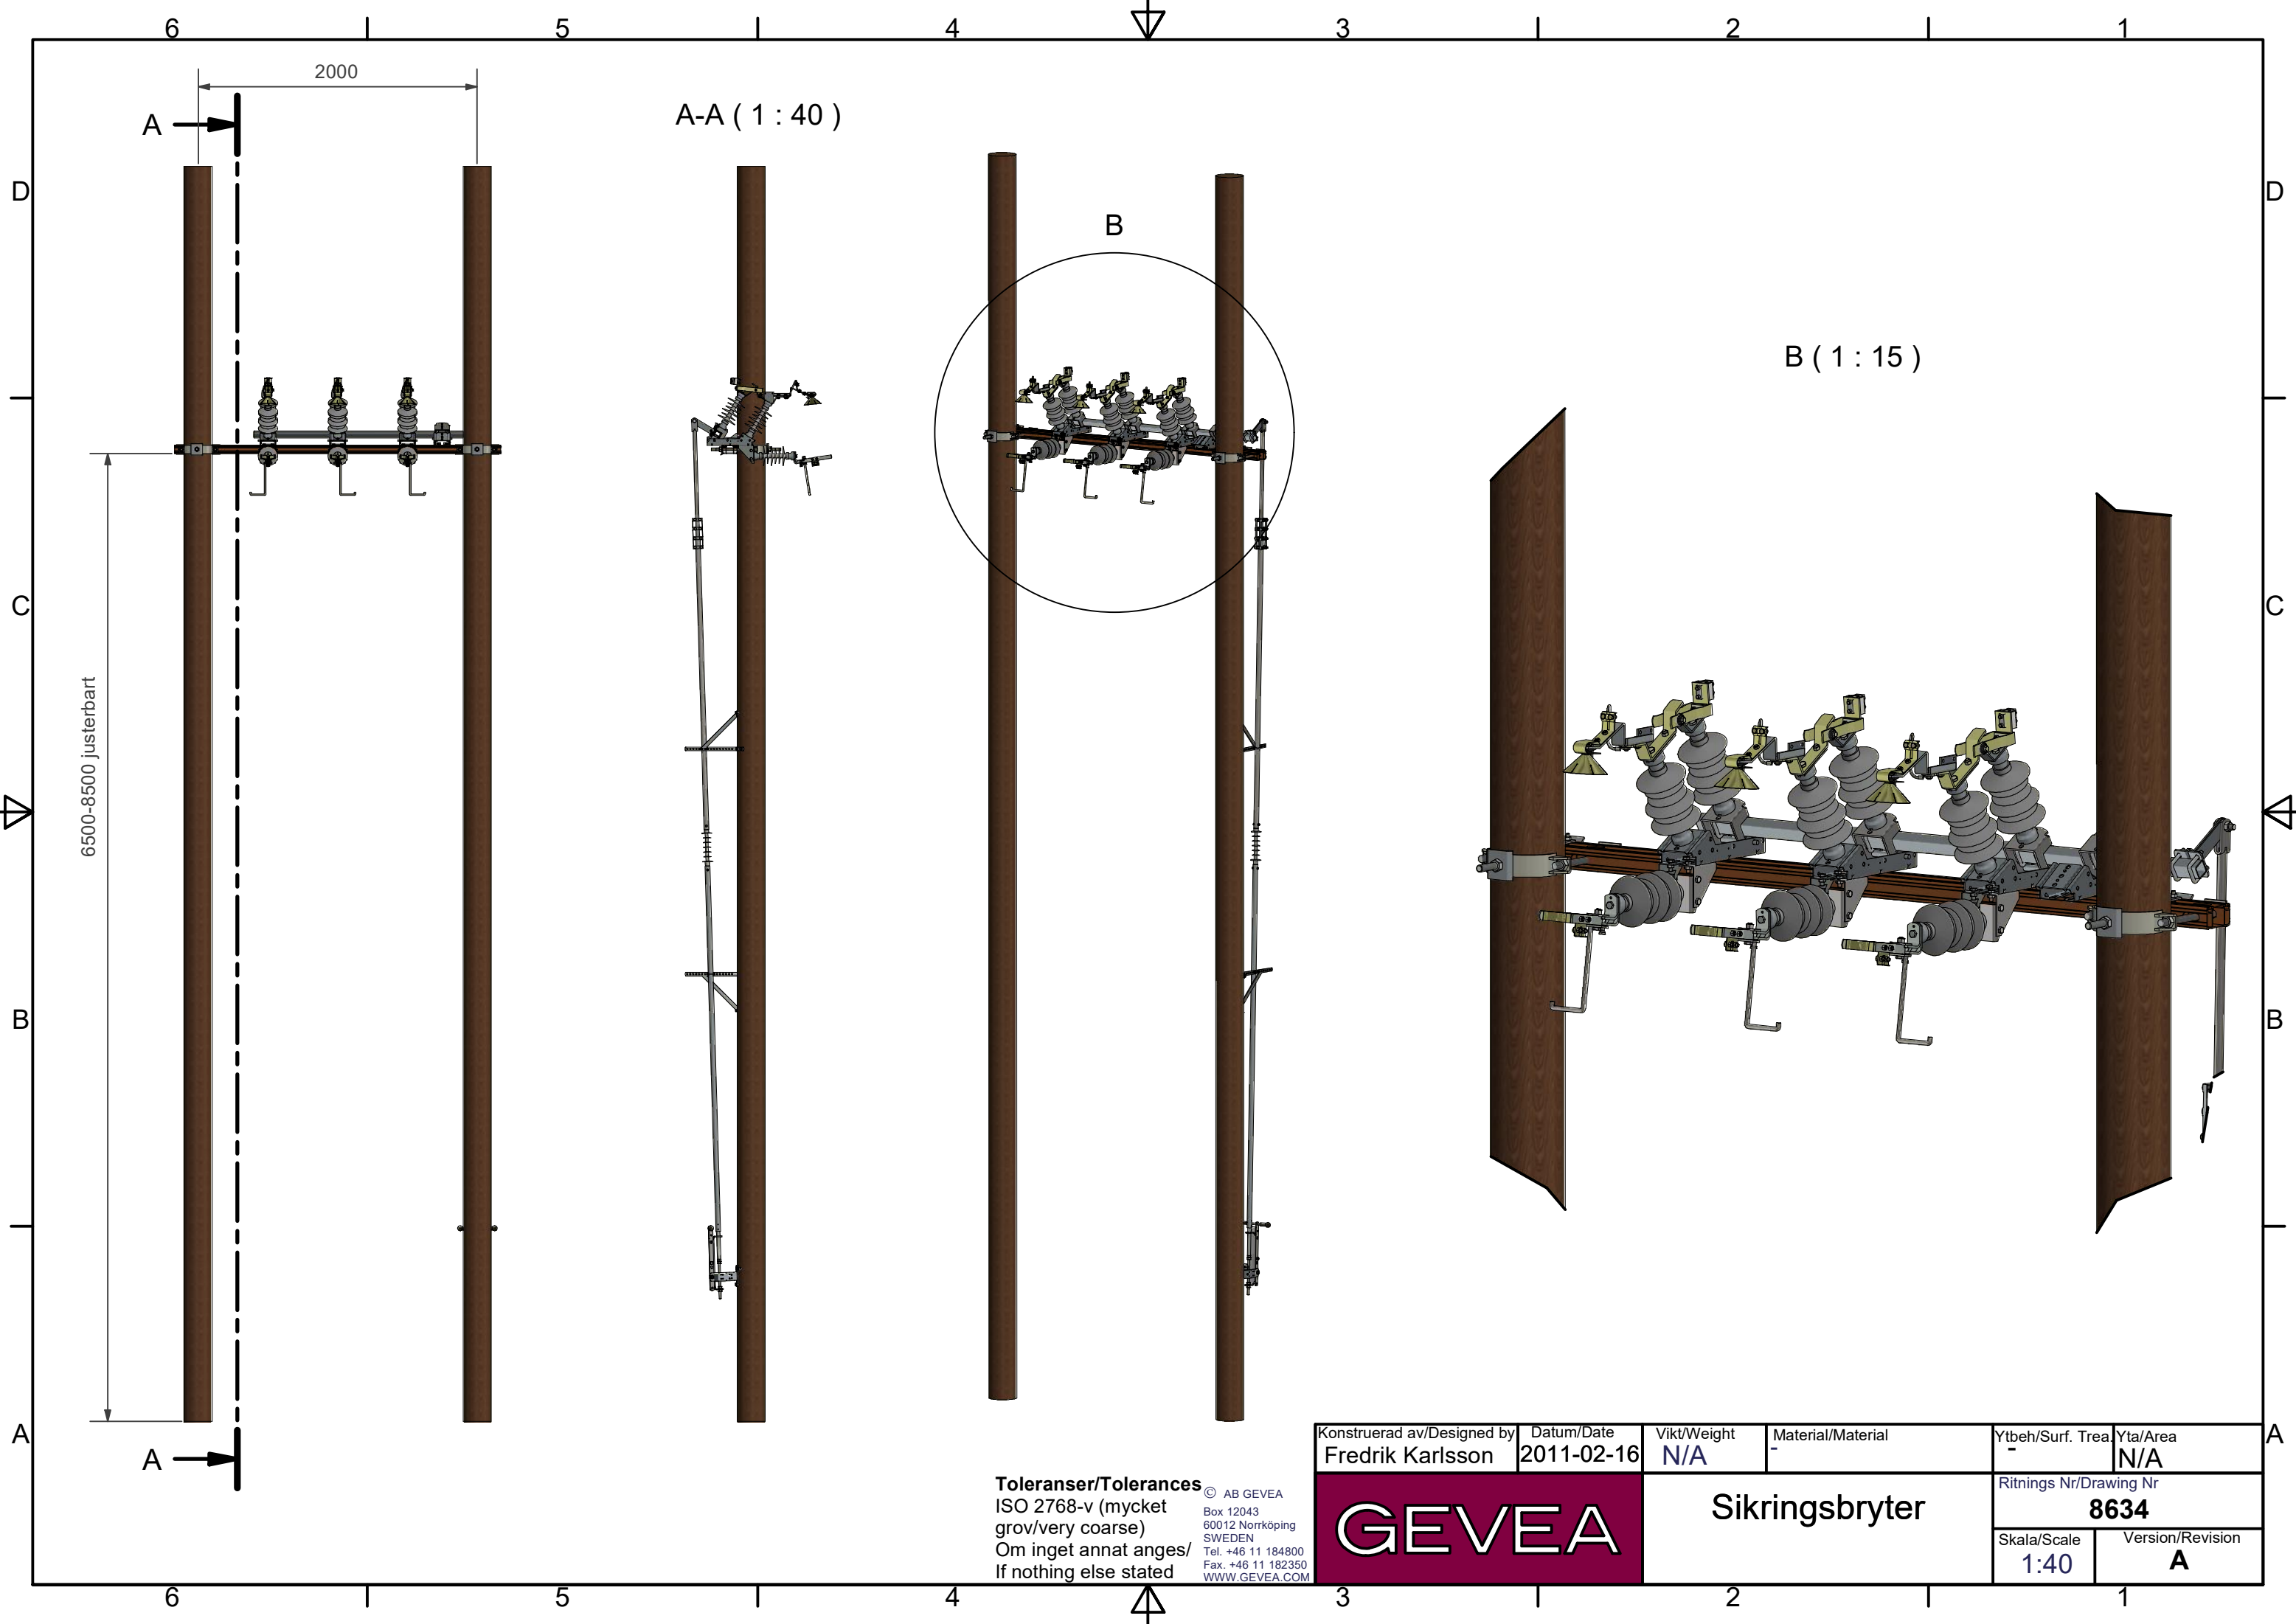 6 5 4 3 2 1
2000
A
A-A ( 1 : 40 )
D
D
B
B ( 1 : 15 )
C
C
6500-8500 justerbart
B
B
A
A
A
Konstruerad av/Designed by
Fredrik Karlsson
Datum/Date
2011-02-16
Vikt/Weight
N/A
Material/Material
-
Ytbeh/Surf. Trea.
-
Yta/Area
N/A
Toleranser/Tolerances
ISO 2768-v (mycket
grov/very coarse)
Om inget annat anges/
If nothing else stated
© AB GEVEA
Box 12043
60012 Norrköping
SWEDEN
Tel. +46 11 184800
Fax. +46 11 182350
WWW.GEVEA.COM
GEVEA
Sikringsbryter
Ritnings Nr/Drawing Nr
8634
Skala/Scale
1:40
Version/Revision
A
6 5 4 3 2 1